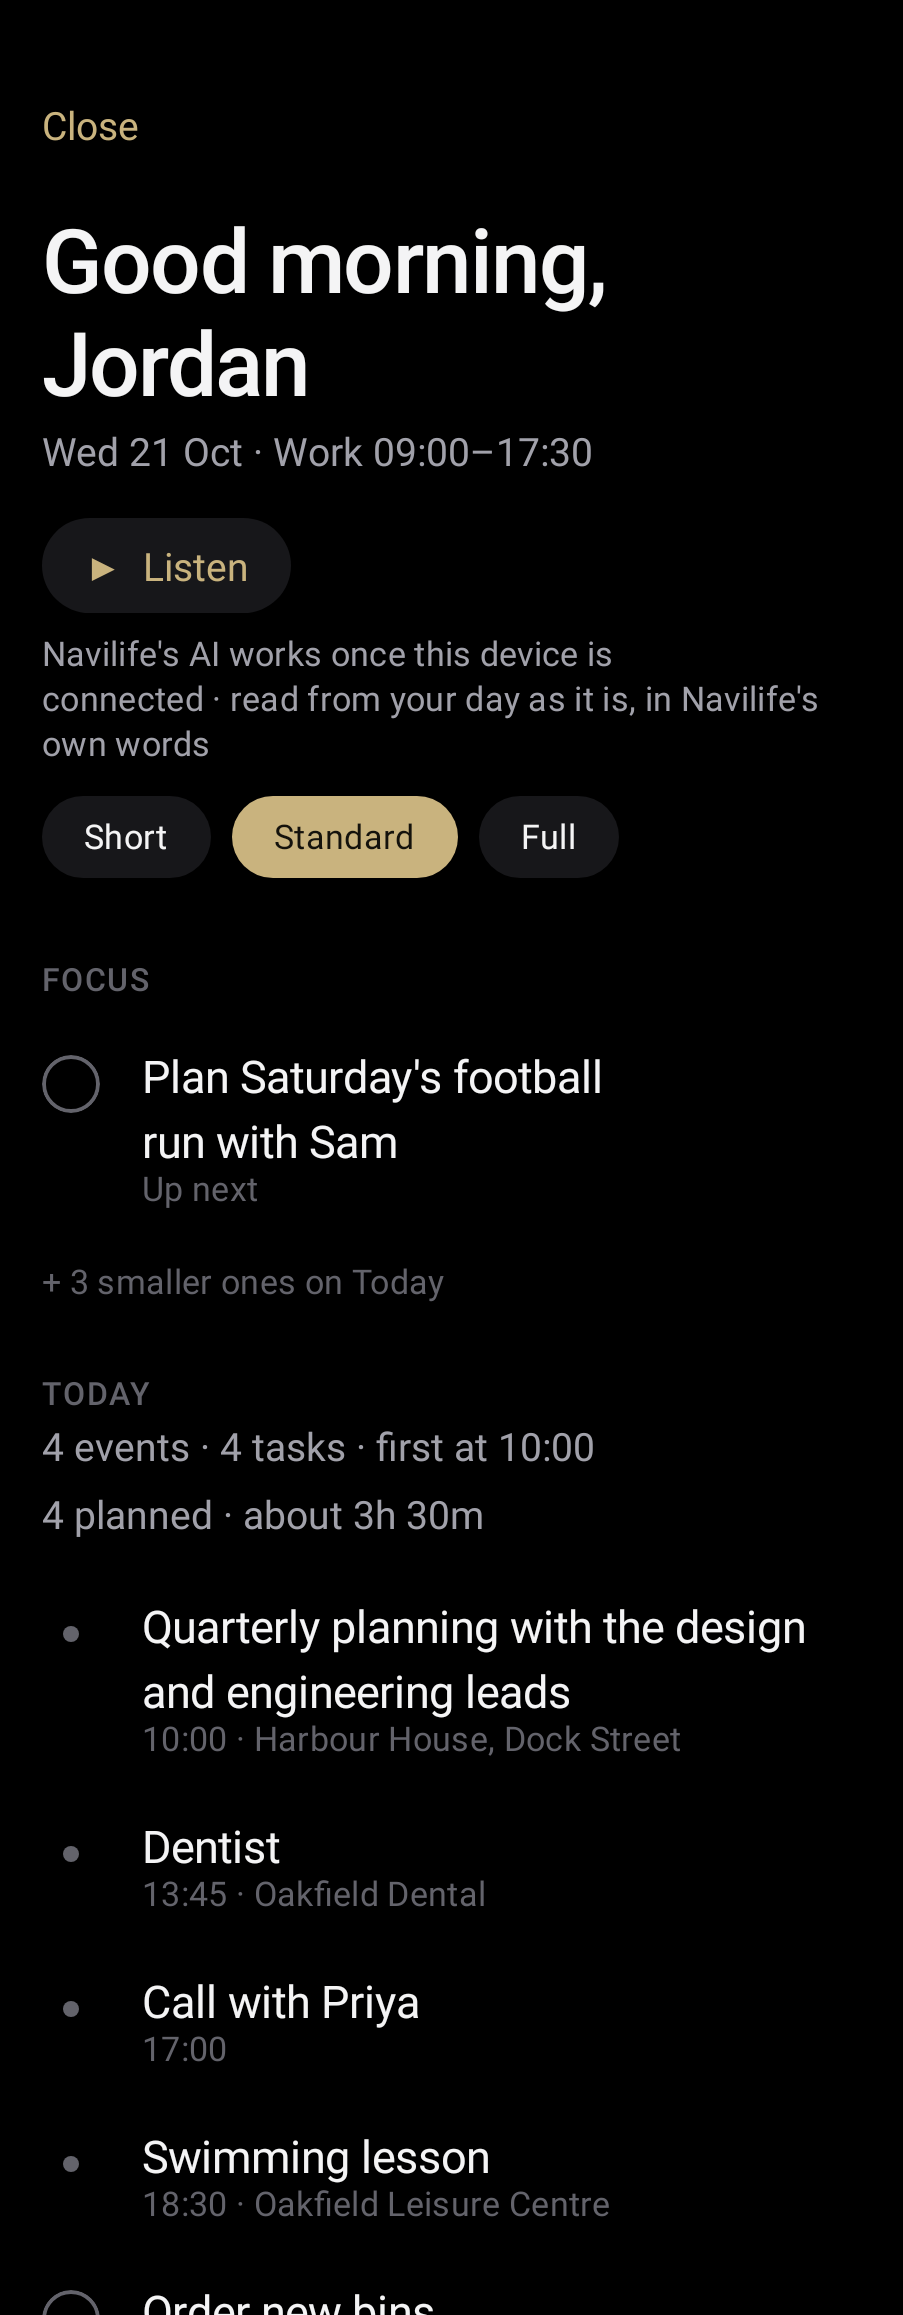 Close
Good morning,
Jordan
Wed 21 Oct · Work 09:00–17:30
▶ Listen
Navilife's AI works once this device is
connected · read from your day as it is, in Navilife's
own words
Short Standard Full
FOCUS
Plan Saturday's football
run with Sam
Up next
+ 3 smaller ones on Today
TODAY
4 events · 4 tasks · first at 10:00
4 planned · about 3h 30m
Quarterly planning with the design
and engineering leads
10:00 · Harbour House, Dock Street
Dentist
13:45 · Oakfield Dental
Call with Priya
17:00
Swimming lesson
18:30 · Oakfield Leisure Centre
Order new bins